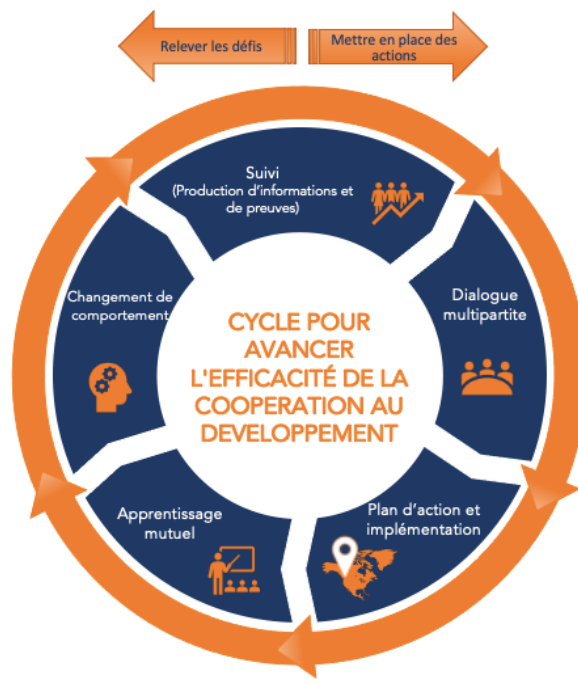 Relever les défis
Mettre en place des
actions
Suivi
(Production d'informations et
de preuves)
Dialogue
multipartite
Plan d'action et
implémentation
Apprentissage
mutuel
Changement de
comportement
CYCLE POUR
AVANCER
L'EFFICACITÉ DE LA
COOPERATION AU
DEVELOPPEMENT